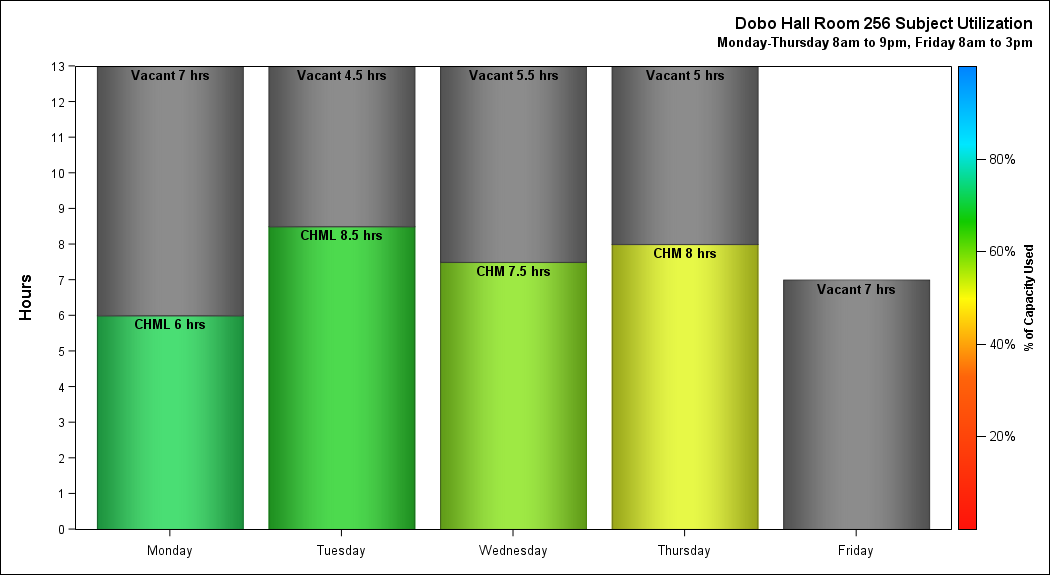 Dobo Hall Room 256 Subject Utilization
Monday-Thursday 8am to 9pm, Friday 8am to 3pm
13
12
11
10
9
8
7
6
5
4
3
2
1
0
Hours
Vacant 7 hrs
CHML 6 hrs
Vacant 4.5 hrs
CHML 8.5 hrs
Vacant 5.5 hrs
CHM 7.5 hrs
Vacant 5 hrs
CHM 8 hrs
Vacant 7 hrs
Monday
Tuesday
Wednesday
Thursday
Friday
80%
60%
40%
20%
% of Capacity Used